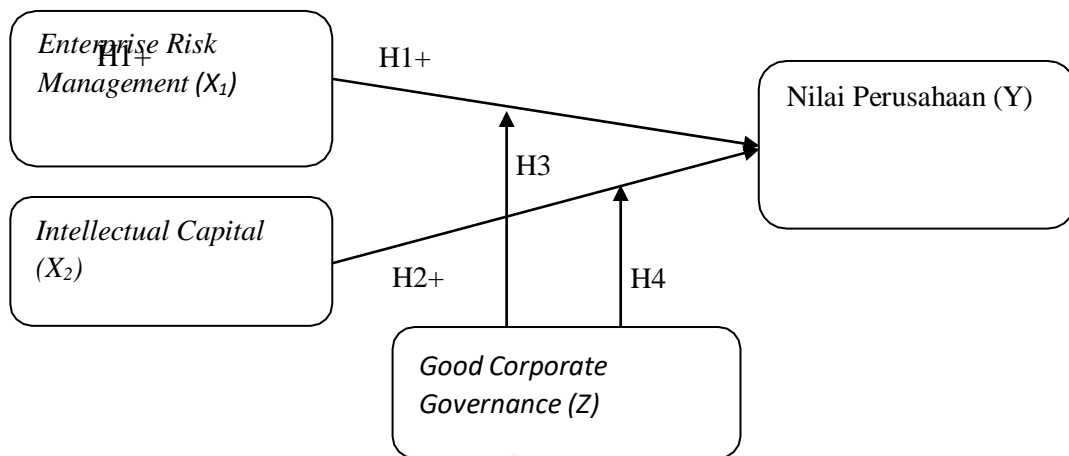 Enterprise Risk
H1+
Management (X₁)
H1+
Nilai Perusahaan (Y)
H3
Intellectual Capital
(X₂)
H2+
H4
Good Corporate
Governance (Z)